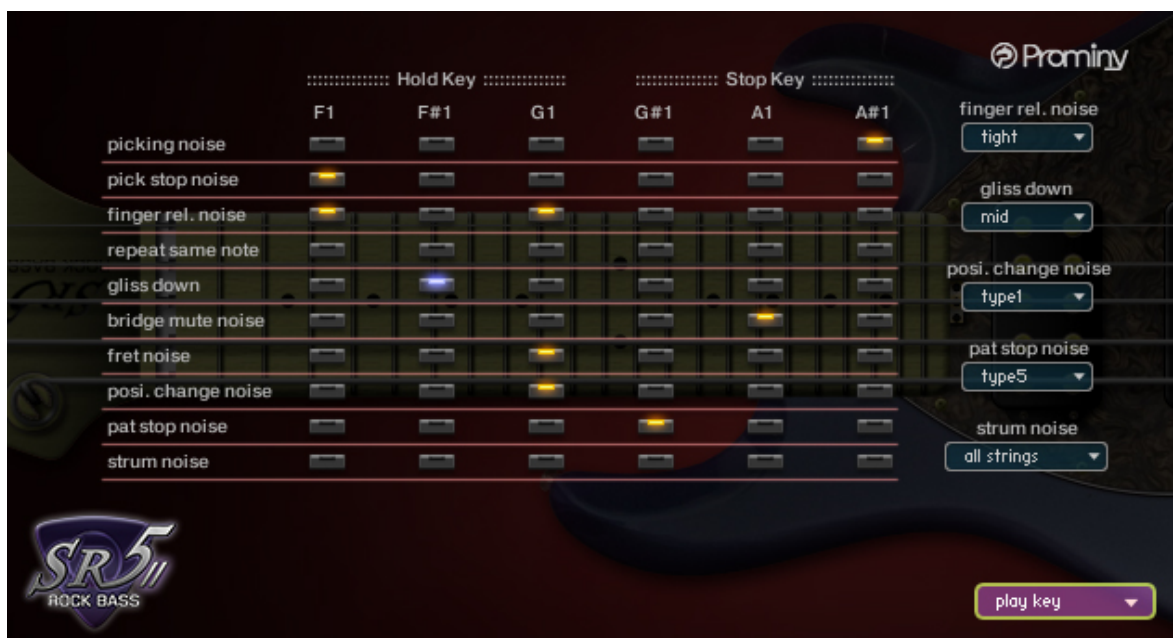 Prominy
:::::::::::::: Hold Key :::::::::::::: :::::::::::::: Stop Key ::::::::::::::
F1 F#1 G1 G#1 A1 A#1
picking noise
pick stop noise
finger rel. noise
repeat same note
gliss down
bridge mute noise
fret noise
posi. change noise
pat stop noise
strum noise
finger rel. noise
tight
gliss down
mid
posi. change noise
type1
pat stop noise
type5
strum noise
all strings
SR5 II
ROCK BASS
play key